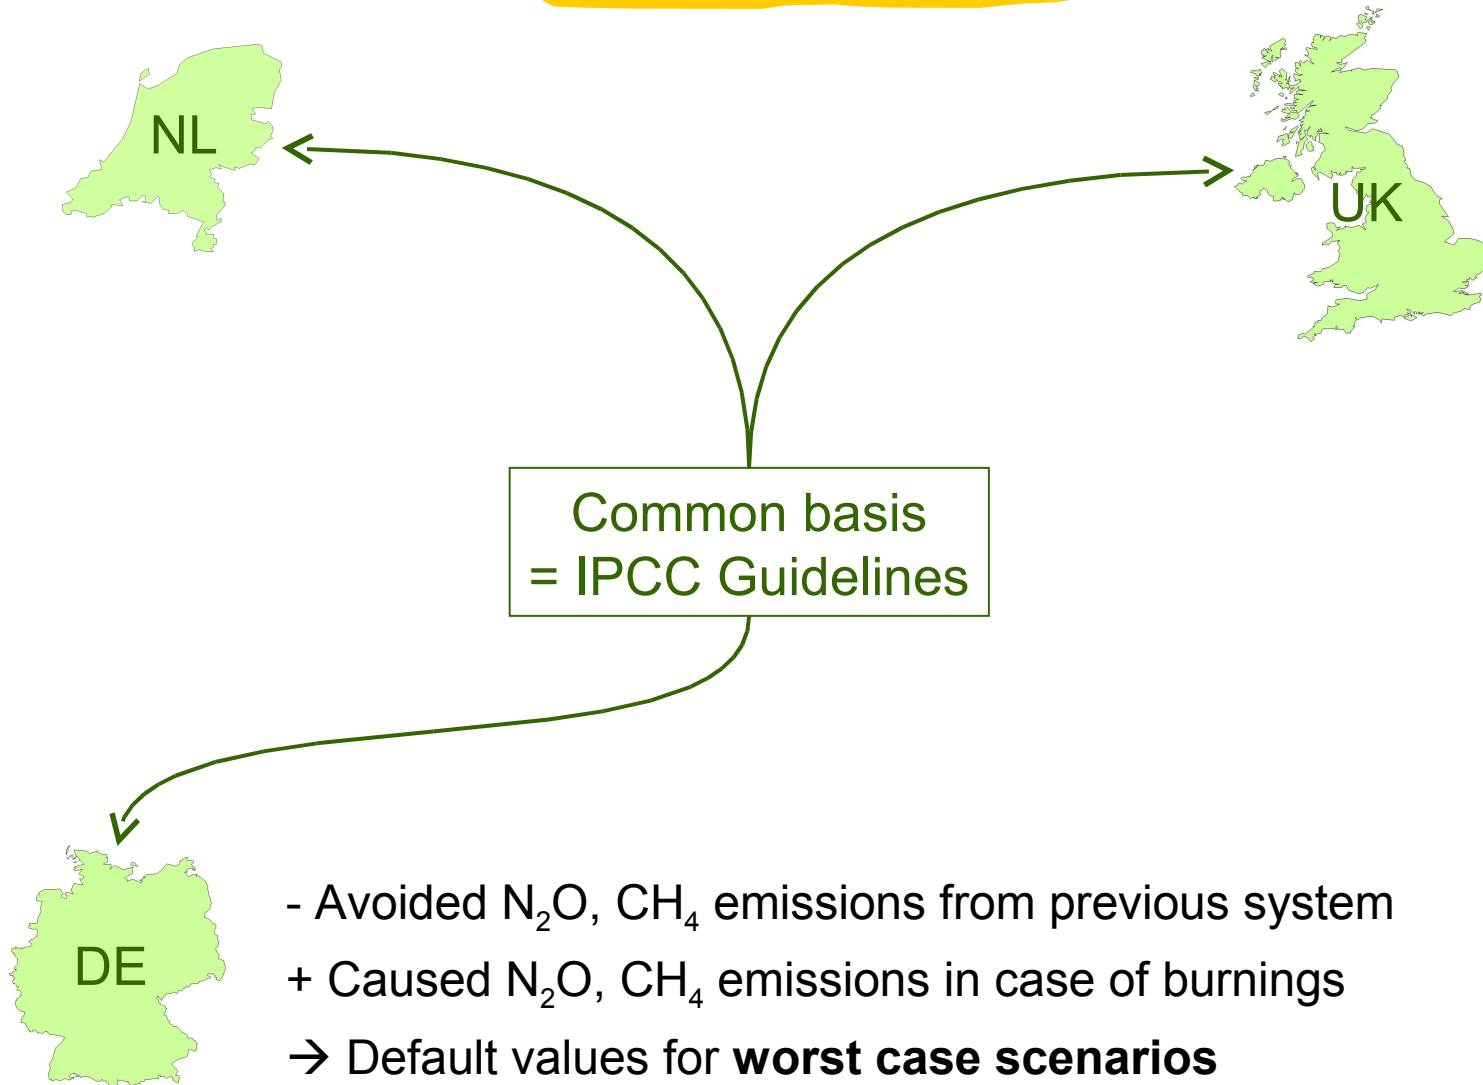 NL
UK
Common basis
= IPCC Guidelines
DE
- Avoided N₂O, CH₄ emissions from previous system
+ Caused N₂O, CH₄ emissions in case of burnings
→ Default values for worst case scenarios